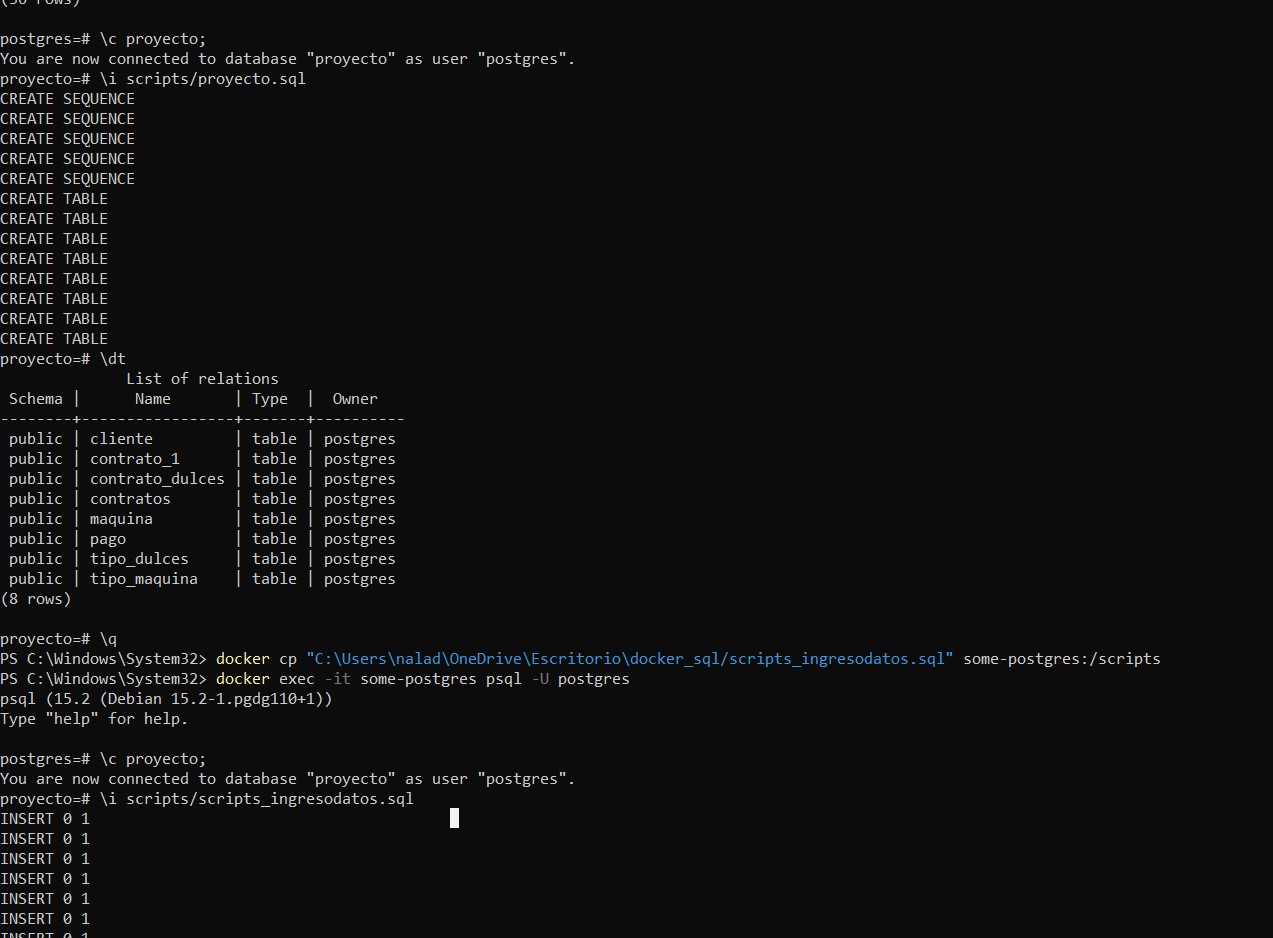 (50 rows)
postgres=# \c proyecto;
You are now connected to database "proyecto" as user "postgres".
proyecto=# \i scripts/proyecto.sql
CREATE SEQUENCE
CREATE SEQUENCE
CREATE SEQUENCE
CREATE SEQUENCE
CREATE SEQUENCE
CREATE TABLE
CREATE TABLE
CREATE TABLE
CREATE TABLE
CREATE TABLE
CREATE TABLE
CREATE TABLE
CREATE TABLE
proyecto=# \dt
              List of relations
 Schema |      Name       | Type  |  Owner
--------+-----------------+-------+----------
 public | cliente         | table | postgres
 public | contrato_1      | table | postgres
 public | contrato_dulces | table | postgres
 public | contratos       | table | postgres
 public | maquina         | table | postgres
 public | pago            | table | postgres
 public | tipo_dulces     | table | postgres
 public | tipo_maquina    | table | postgres
(8 rows)
proyecto=# \q
PS C:\Windows\System32> docker cp "C:\Users\nalad\OneDrive\Escritorio\docker_sql/scripts_ingresodatos.sql" some-postgres:/scripts
PS C:\Windows\System32> docker exec -it some-postgres psql -U postgres
psql (15.2 (Debian 15.2-1.pgdg110+1))
Type "help" for help.
postgres=# \c proyecto;
You are now connected to database "proyecto" as user "postgres".
proyecto=# \i scripts/scripts_ingresodatos.sql
INSERT 0 1
INSERT 0 1
INSERT 0 1
INSERT 0 1
INSERT 0 1
INSERT 0 1
INSERT 0 1